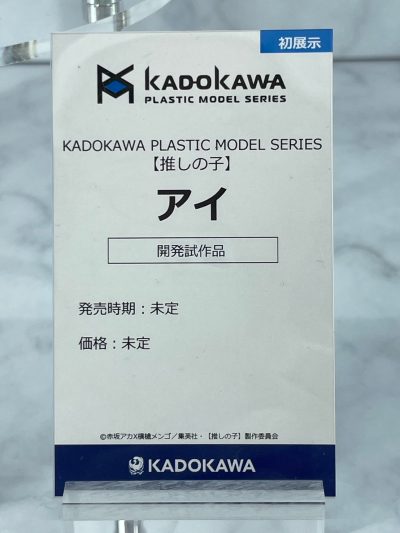 初展示
KADOKAWA
PLASTIC MODEL SERIES
KADOKAWA PLASTIC MODEL SERIES
【推しの子】
アイ
開発試作品
発売時期：未定
価格：未定
©赤坂アカ×横槍メンゴ／集英社・【推しの子】製作委員会
KADOKAWA